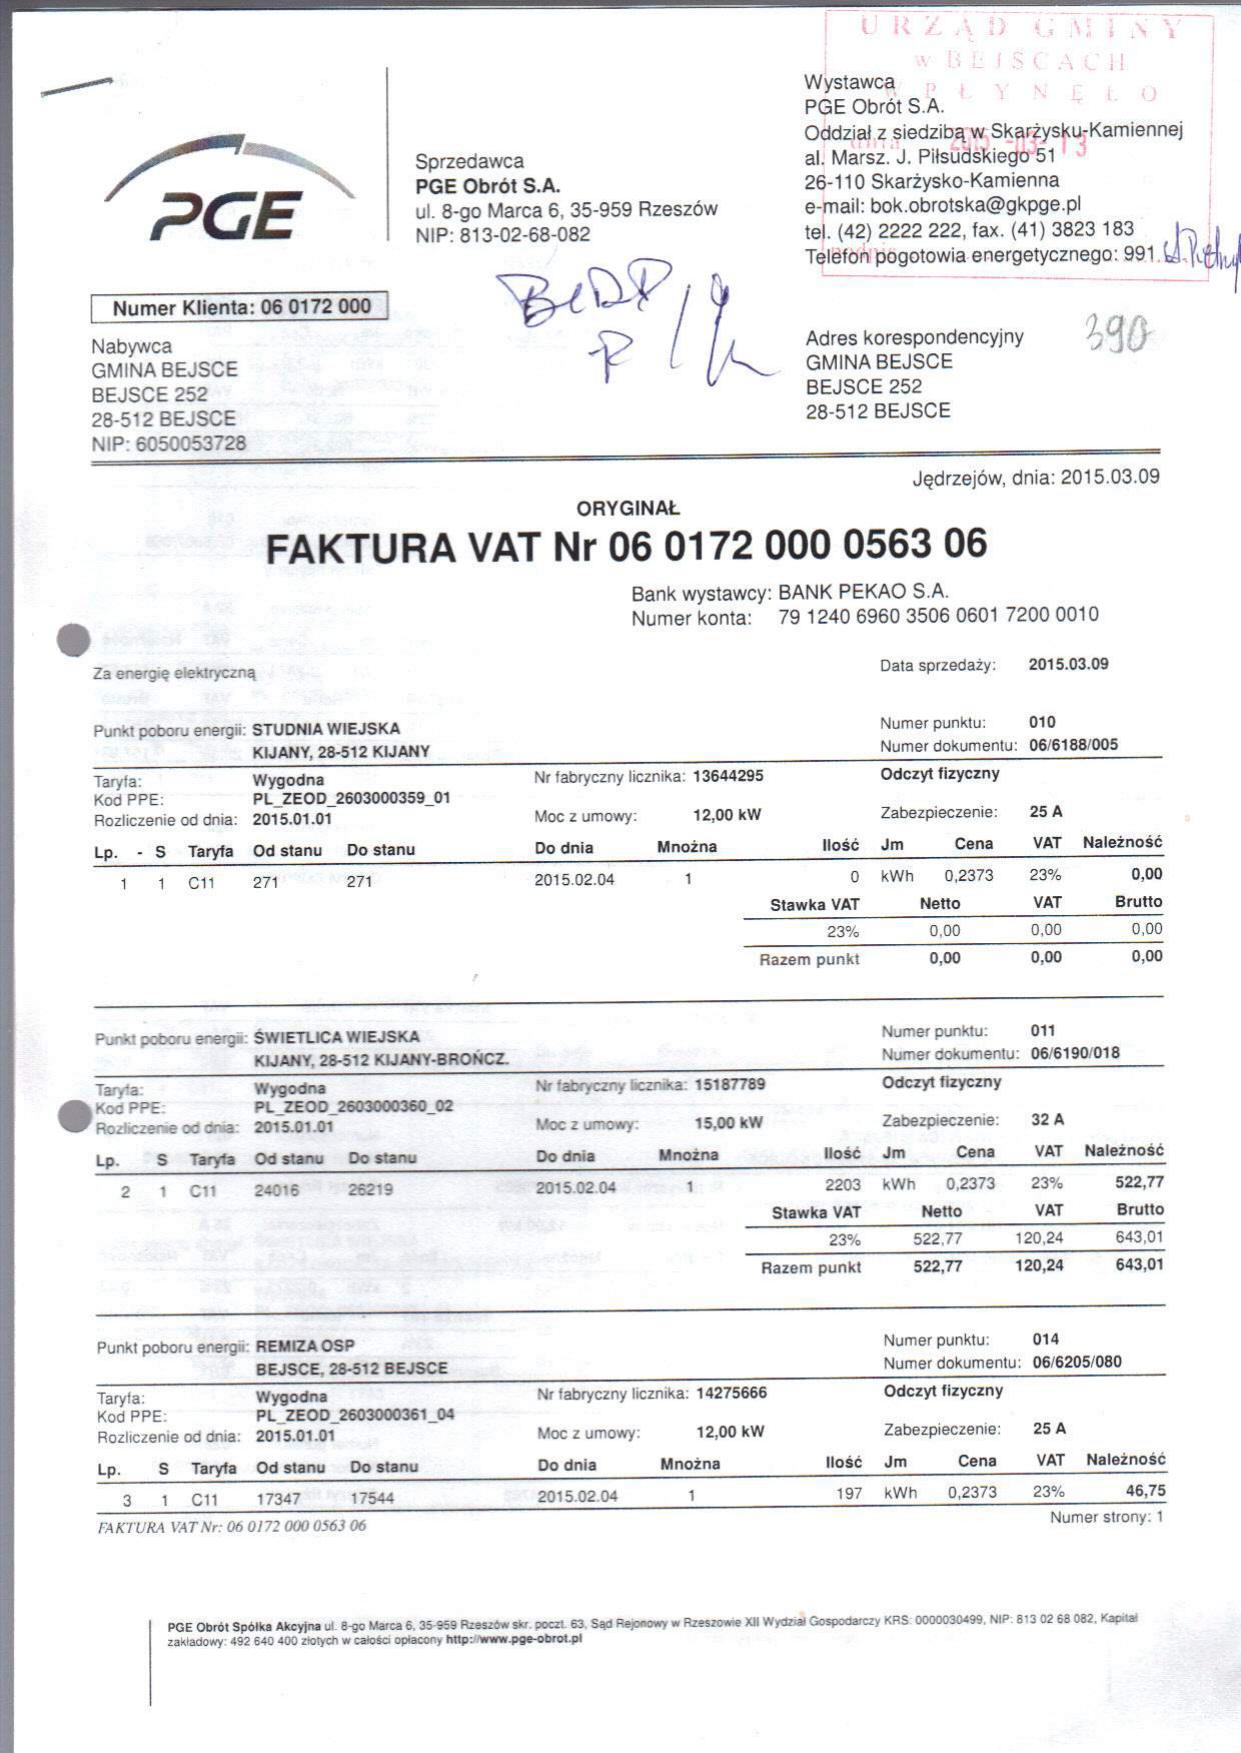 URZĄD GMINY
w BEJSCACH
WPŁYNĘŁO
dnia 2015 -03- 13
podpis
PGE
Sprzedawca
PGE Obrót S.A.
ul. 8-go Marca 6, 35-959 Rzeszów
NIP: 813-02-68-082
Wystawca
PGE Obrót S.A.
Oddział z siedzibą w Skarżysku-Kamiennej
al. Marsz. J. Piłsudskiego 51
26-110 Skarżysko-Kamienna
e-mail: bok.obrotska@gkpge.pl
tel. (42) 2222 222, fax. (41) 3823 183
Telefon pogotowia energetycznego: 991.
Numer Klienta: 06 0172 000
Nabywca
GMINA BEJSCE
BEJSCE 252
28-512 BEJSCE
NIP: 6050053728
390
Adres korespondencyjny
GMINA BEJSCE
BEJSCE 252
28-512 BEJSCE
Jędrzejów, dnia: 2015.03.09
ORYGINAŁ
FAKTURA VAT Nr 06 0172 000 0563 06
Bank wystawcy: BANK PEKAO S.A.
Numer konta: 79 1240 6960 3506 0601 7200 0010
Za energię elektryczną Data sprzedaży: 2015.03.09
Punkt poboru energii: STUDNIA WIEJSKA Numer punktu: 010
KIJANY, 28-512 KIJANY Numer dokumentu: 06/6188/005
Taryfa: Wygodna Nr fabryczny licznika: 13644295 Odczyt fizyczny
Kod PPE: PL_ZEOD_2603000359_01
Rozliczenie od dnia: 2015.01.01 Moc z umowy: 12,00 kW Zabezpieczenie: 25 A
Lp. - S Taryfa Od stanu Do stanu Do dnia Mnożna Ilość Jm Cena VAT Należność
1 1 C11 271 271 2015.02.04 1 0 kWh 0,2373 23% 0,00
Stawka VAT Netto VAT Brutto
23% 0,00 0,00 0,00
Razem punkt 0,00 0,00 0,00
Punkt poboru energii: ŚWIETLICA WIEJSKA Numer punktu: 011
KIJANY, 28-512 KIJANY-BROŃCZ. Numer dokumentu: 06/6190/018
Taryfa: Wygodna Nr fabryczny licznika: 15187789 Odczyt fizyczny
Kod PPE: PL_ZEOD_2603000360_02
Rozliczenie od dnia: 2015.01.01 Moc z umowy: 15,00 kW Zabezpieczenie: 32 A
Lp. S Taryfa Od stanu Do stanu Do dnia Mnożna Ilość Jm Cena VAT Należność
2 1 C11 24016 26219 2015.02.04 1 2203 kWh 0,2373 23% 522,77
Stawka VAT Netto VAT Brutto
23% 522,77 120,24 643,01
Razem punkt 522,77 120,24 643,01
Punkt poboru energii: REMIZA OSP Numer punktu: 014
BEJSCE, 28-512 BEJSCE Numer dokumentu: 06/6205/080
Taryfa: Wygodna Nr fabryczny licznika: 14275666 Odczyt fizyczny
Kod PPE: PL_ZEOD_2603000361_04
Rozliczenie od dnia: 2015.01.01 Moc z umowy: 12,00 kW Zabezpieczenie: 25 A
Lp. S Taryfa Od stanu Do stanu Do dnia Mnożna Ilość Jm Cena VAT Należność
3 1 C11 17347 17544 2015.02.04 1 197 kWh 0,2373 23% 46,75
FAKTURA VAT Nr: 06 0172 000 0563 06 Numer strony: 1
PGE Obrót Spółka Akcyjna ul. 8-go Marca 6, 35-959 Rzeszów skr. poczt. 63, Sąd Rejonowy w Rzeszowie XII Wydział Gospodarczy KRS: 0000030499, NIP: 813 02 68 082, Kapitał
zakładowy: 492 640 400 złotych w całości opłacony http://www.pge-obrot.pl